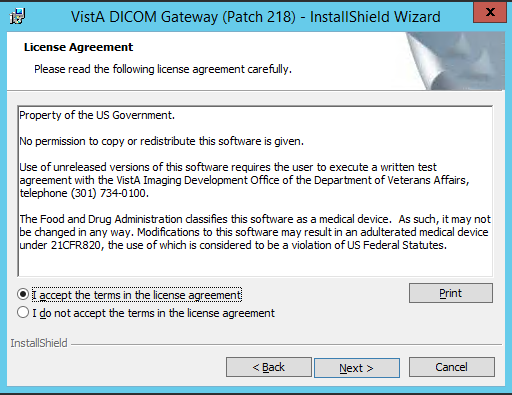 VistA DICOM Gateway (Patch 218) - InstallShield Wizard
X
License Agreement
Please read the following license agreement carefully.
Property of the US Government.
No permission to copy or redistribute this software is given.
Use of unreleased versions of this software requires the user to execute a written test
agreement with the VistA Imaging Development Office of the Department of Veterans Affairs,
telephone (301) 734-0100.
The Food and Drug Administration classifies this software as a medical device.  As such, it may not
be changed in any way. Modifications to this software may result in an adulterated medical device
under 21CFR820, the use of which is considered to be a violation of US Federal Statutes.
I accept the terms in the license agreement
Print
I do not accept the terms in the license agreement
InstallShield
< Back
Next >
Cancel